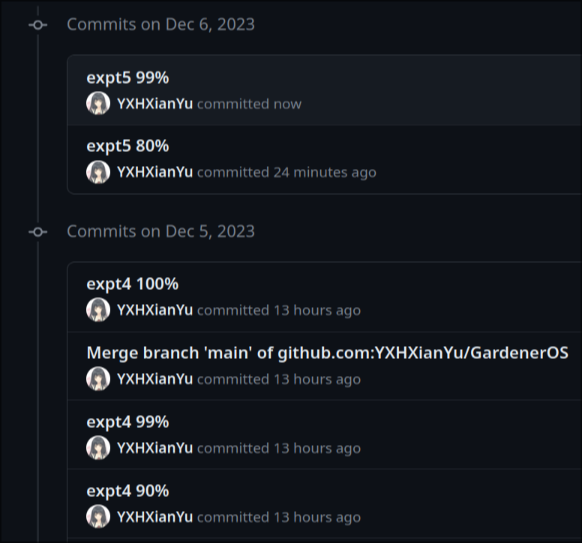 Commits on Dec 6, 2023
expt5 99%
YXHXianYu committed now
expt5 80%
YXHXianYu committed 24 minutes ago
Commits on Dec 5, 2023
expt4 100%
YXHXianYu committed 13 hours ago
Merge branch 'main' of github.com:YXHXianYu/GardenerOS
YXHXianYu committed 13 hours ago
expt4 99%
YXHXianYu committed 13 hours ago
expt4 90%
YXHXianYu committed 13 hours ago